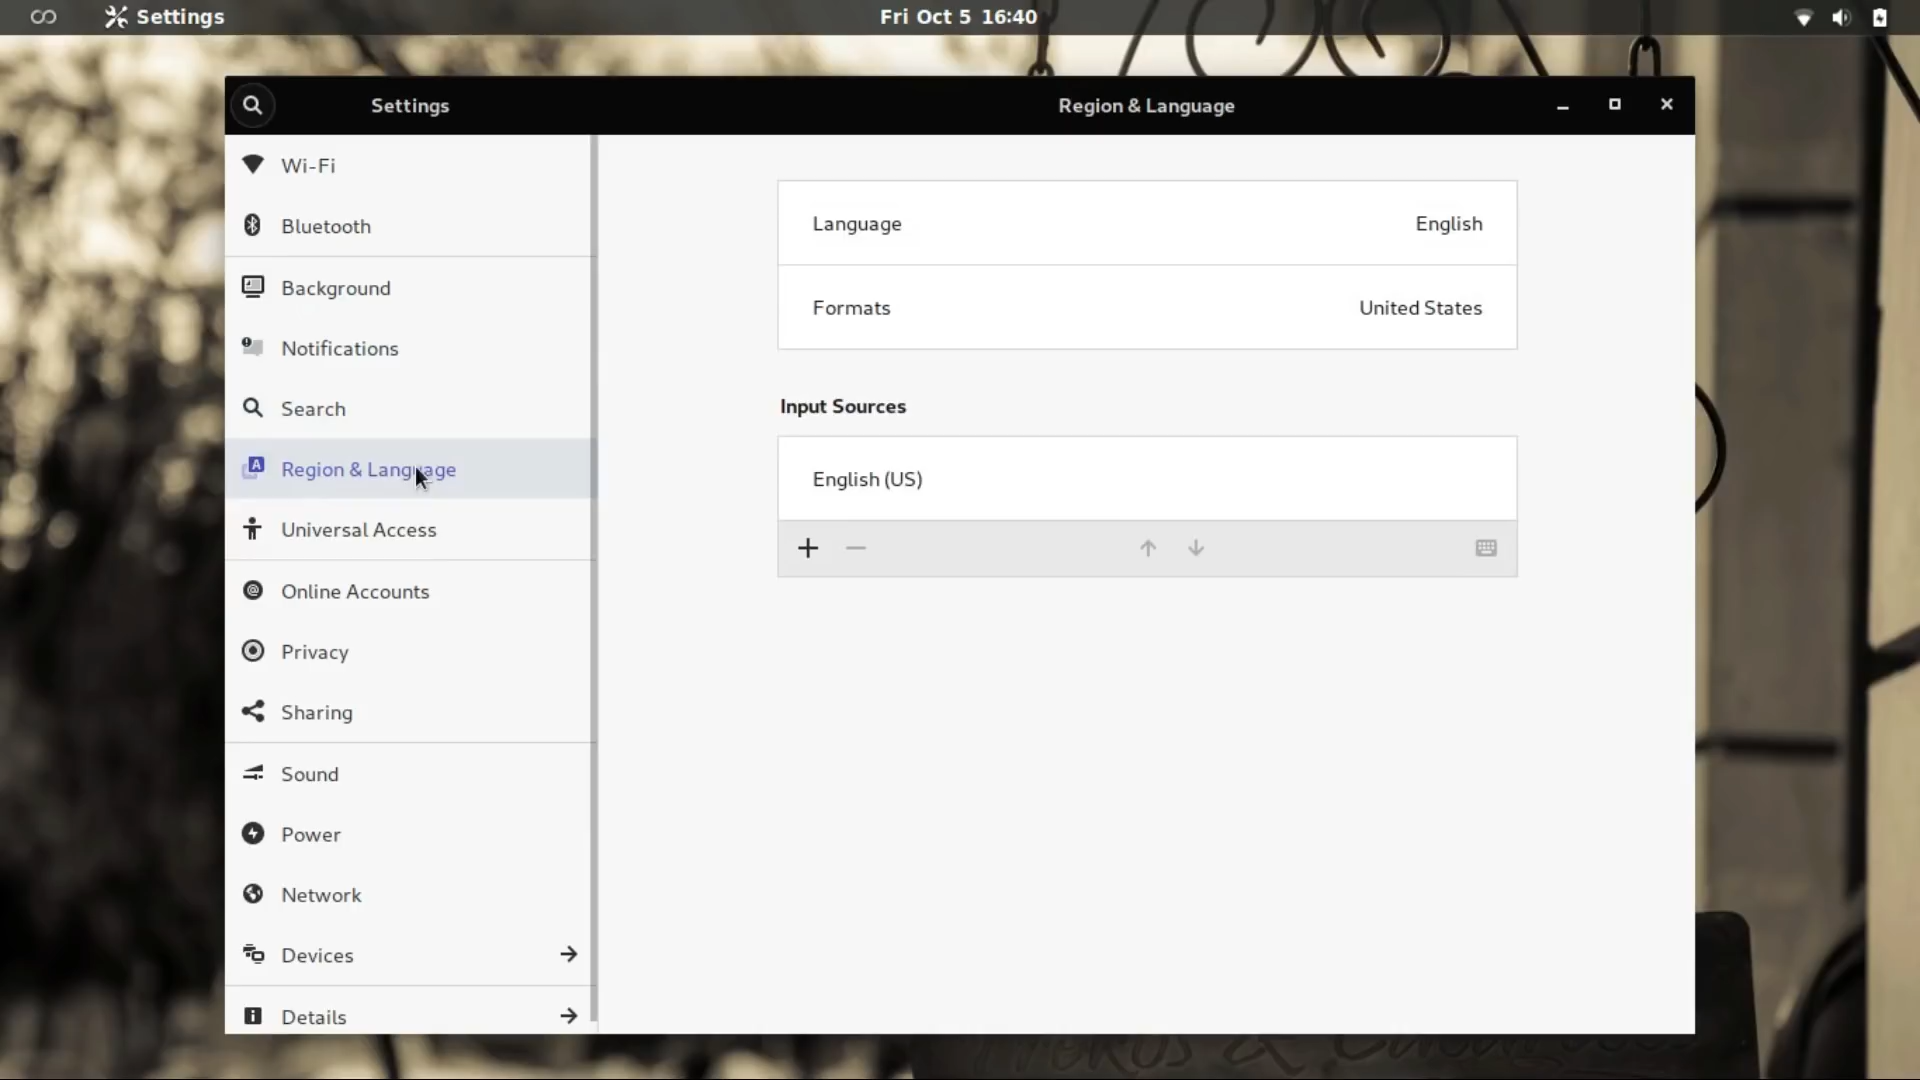 Settings
Fri Oct 5 16:40
Settings
Region & Language
Wi-Fi
Bluetooth
Background
Notifications
Search
Region & Language
Universal Access
Online Accounts
Privacy
Sharing
Sound
Power
Network
Devices
Details
Language English
Formats United States
Input Sources
English (US)